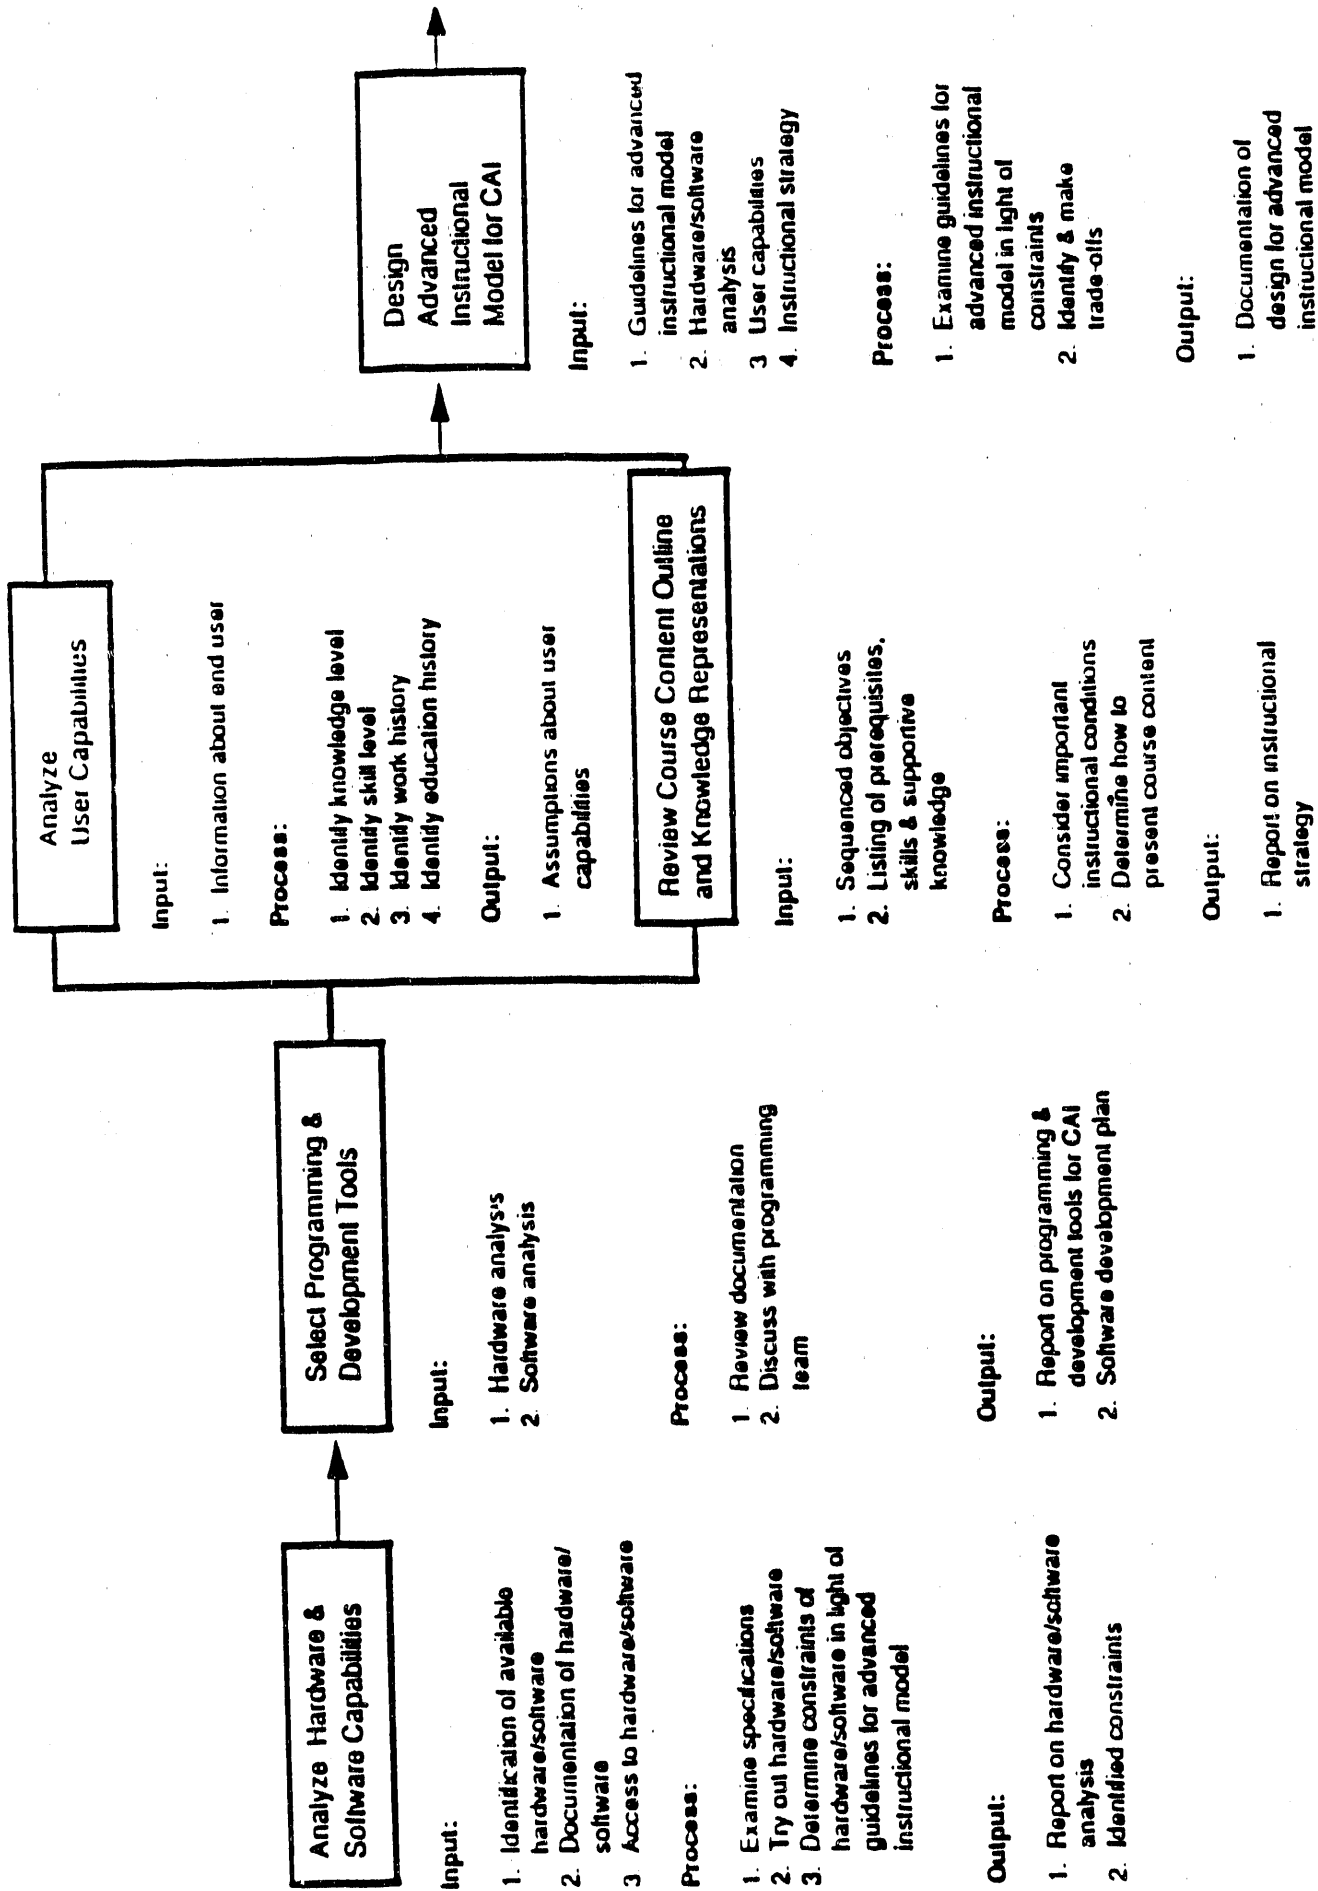 Analyze Hardware &
Software Capabilities
Input:
1. Identification of available
hardware/software
2. Documentation of hardware/
software
3 Access to hardware/software
Process:
1. Examine specifications
2. Try out hardware/software
3. Determine constraints of
hardware/software in light of
guidelines for advanced
instructional model
Output:
1. Report on hardware/software
analysis
2. Identified constraints
Select Programming &
Development Tools
Input:
1. Hardware analysis
2. Software analysis
Process:
1. Review documentation
2. Discuss with programming
team
Output:
1. Report on programming &
development tools for CAI
2. Software development plan
Analyze
User Capabilities
Input:
1. Information about end user
Process:
1. Identify knowledge level
2. Identify skill level
3. Identify work history
4. Identify education history
Output:
1. Assumptions about user
capabilities
Review Course Content Outline
and Knowledge Representations
Input:
1. Sequenced objectives
2. Listing of prerequisites,
skills & supportive
knowledge
Process:
1. Consider important
instructional conditions
2. Determine how to
present course content
Output:
1. Report on instructional
strategy
Design
Advanced
Instructional
Model for CAI
Input:
1. Guidelines for advanced
instructional model
2. Hardware/software
analysis
3 User capabilities
4. Instructional strategy
Process:
1. Examine guidelines for
advanced instructional
model in light of
constraints
2. Identify & make
trade-offs
Output:
1. Documentation of
design for advanced
instructional model